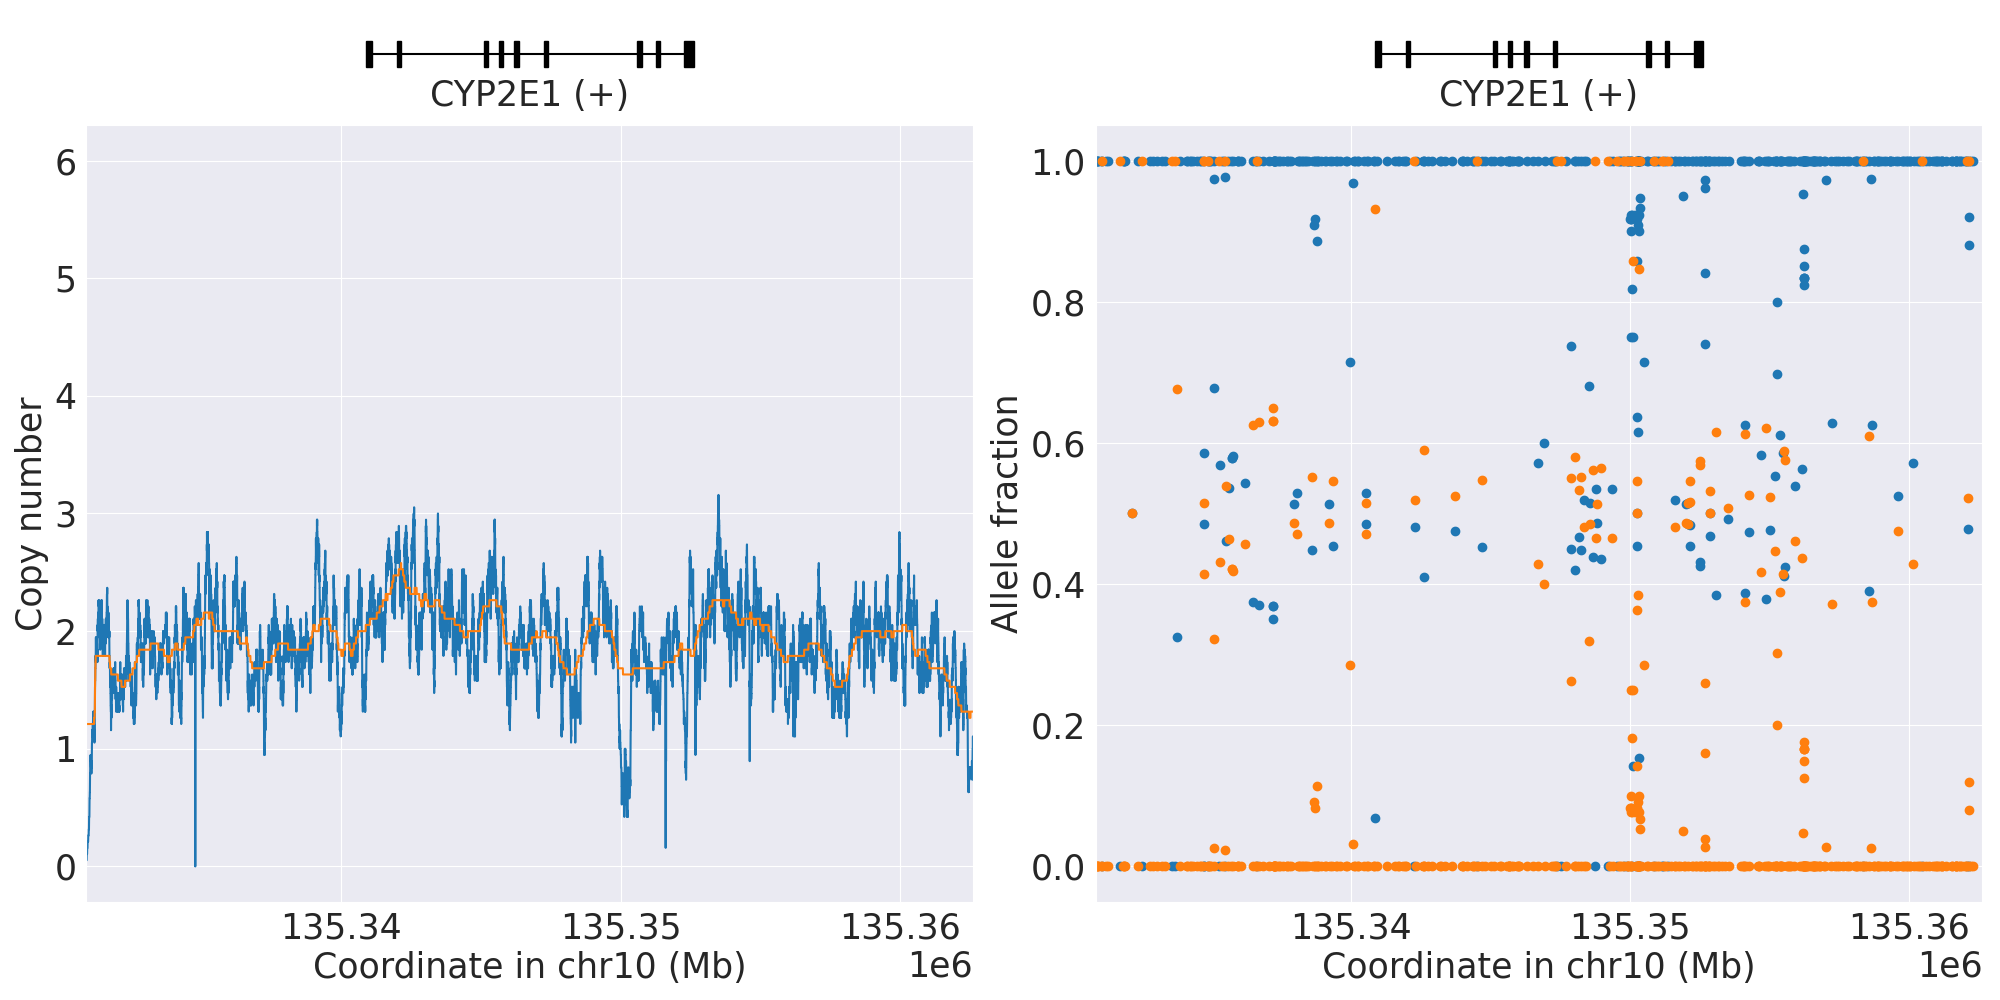 CYP2E1 (+)
CYP2E1 (+)
Copy number
6
5
4
3
2
1
0
135.34 135.35 135.36
Coordinate in chr10 (Mb)
1e6
Allele fraction
1.0
0.8
0.6
0.4
0.2
0.0
135.34 135.35 135.36
Coordinate in chr10 (Mb)
1e6